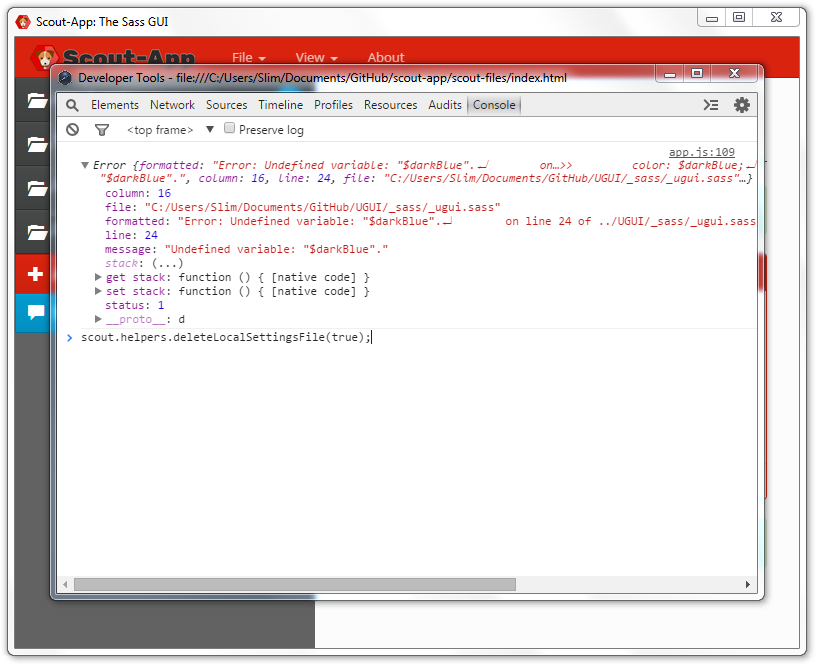 Scout-App: The Sass GUI
Scout-App File View About
Developer Tools - file:///C:/Users/Slim/Documents/GitHub/scout-app/scout-files/index.html
Elements Network Sources Timeline Profiles Resources Audits Console
<top frame> ▼ Preserve log
app.js:109
▼ Error {formatted: "Error: Undefined variable: "$darkBlue".↵ on…>> color: $darkBlue;↵
"$darkBlue".", column: 16, line: 24, file: "C:/Users/Slim/Documents/GitHub/UGUI/_sass/_ugui.sass"…}
column: 16
file: "C:/Users/Slim/Documents/GitHub/UGUI/_sass/_ugui.sass"
formatted: "Error: Undefined variable: "$darkBlue".↵ on line 24 of ../UGUI/_sass/_ugui.sass
line: 24
message: "Undefined variable: "$darkBlue"."
stack: (...)
▶ get stack: function () { [native code] }
▶ set stack: function () { [native code] }
status: 1
▶ __proto__: d
> scout.helpers.deleteLocalSettingsFile(true);